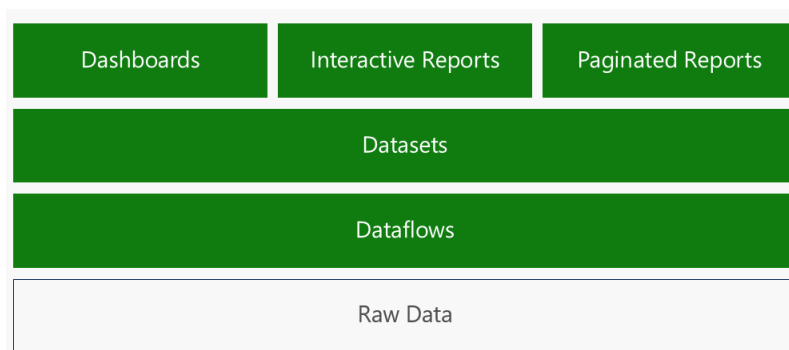 Dashboards Interactive Reports Paginated Reports
Datasets
Dataflows
Raw Data